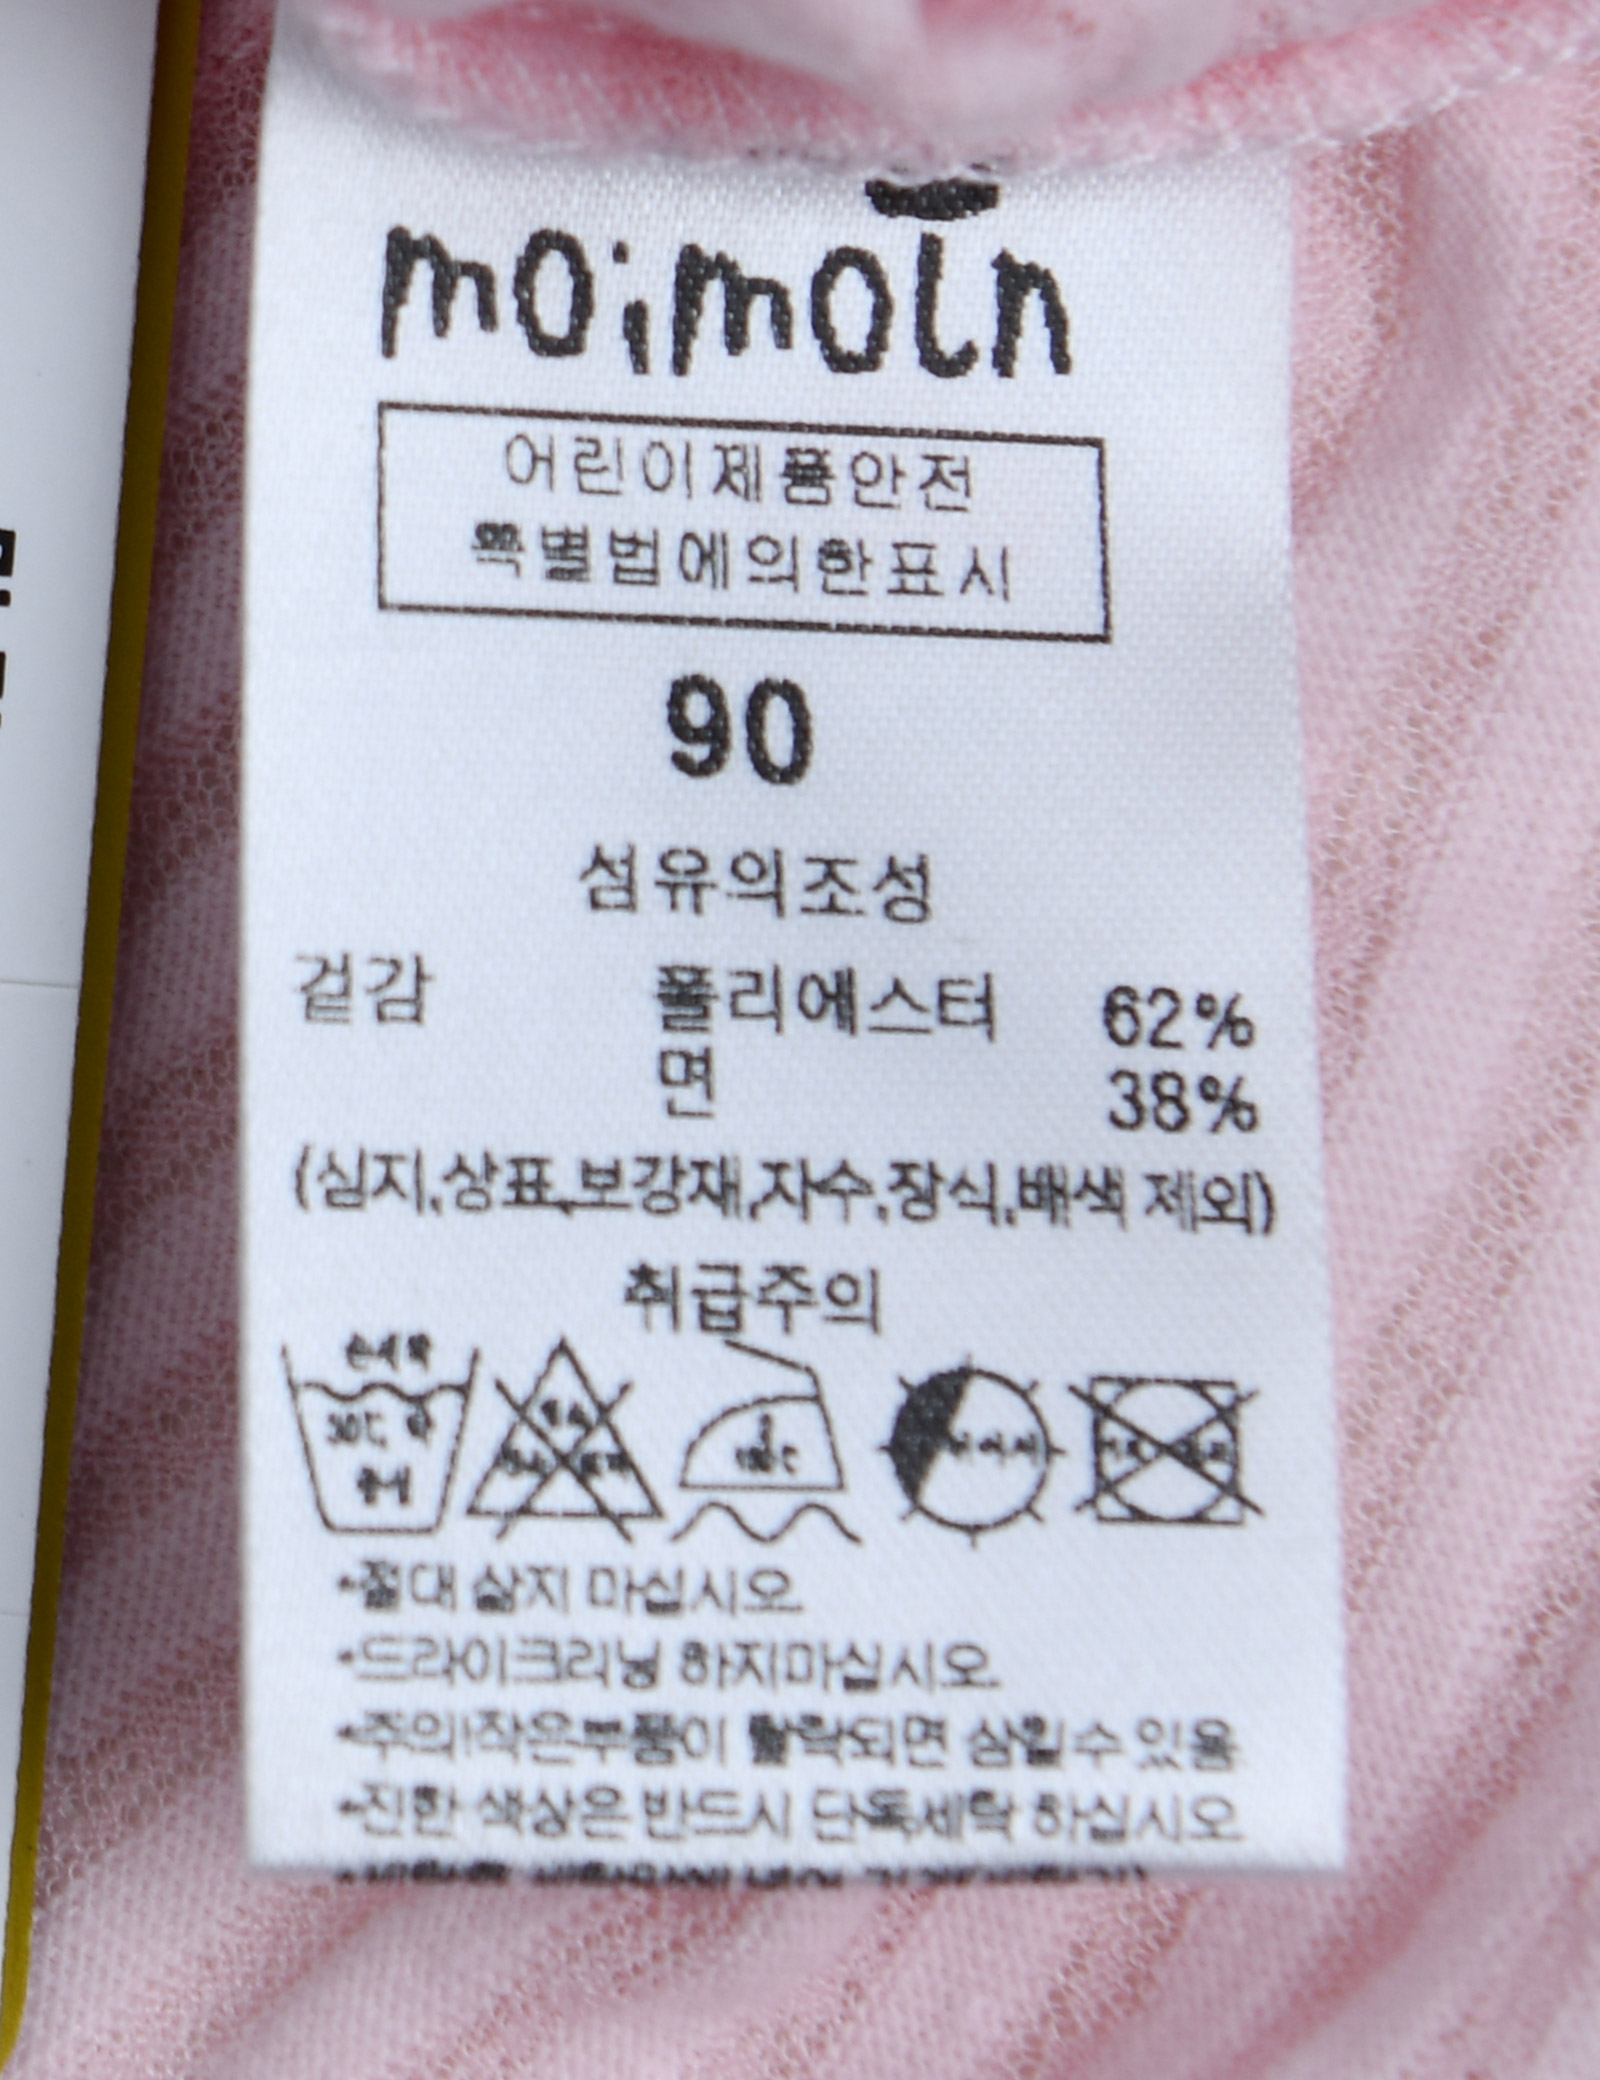 moimoln
어린이제품안전
특별법에의한표시
90
섬유의조성
겉감 폴리에스터 62%
면 38%
(심지,상표,보강재,자수,장식,배색 제외)
취급주의
손세탁
30℃
•절대 삶지 마십시오
•드라이크리닝 하지마십시오
•주의!작은부품이 탈락되면 삼킬수 있음
•진한 색상은 반드시 단독세탁 하십시오